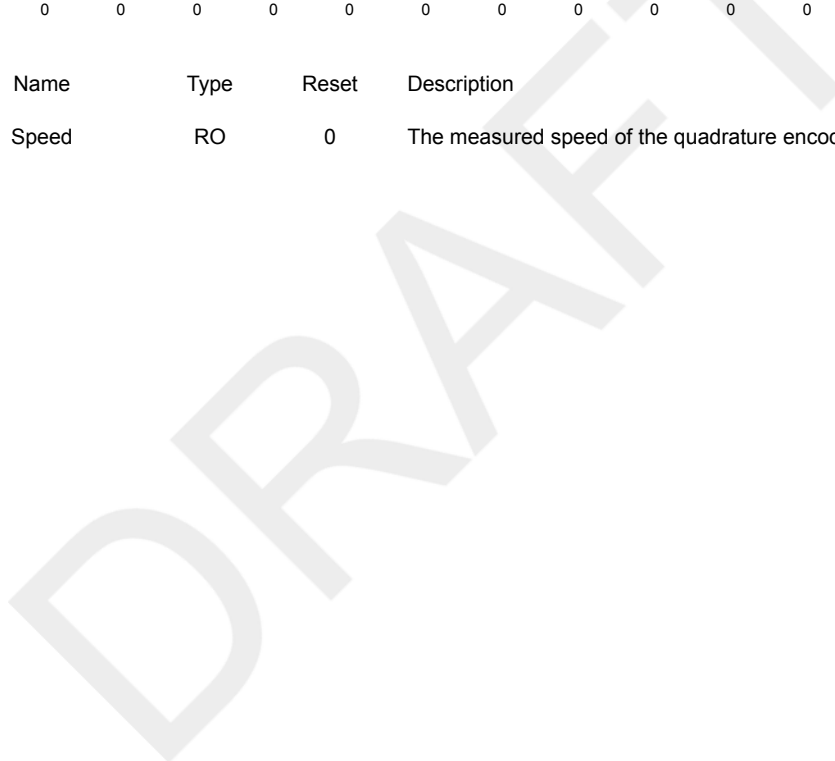 0 0 0 0 0 0 0 0 0 0 0
Name Type Reset Description
Speed RO 0 The measured speed of the quadrature
DRAFT